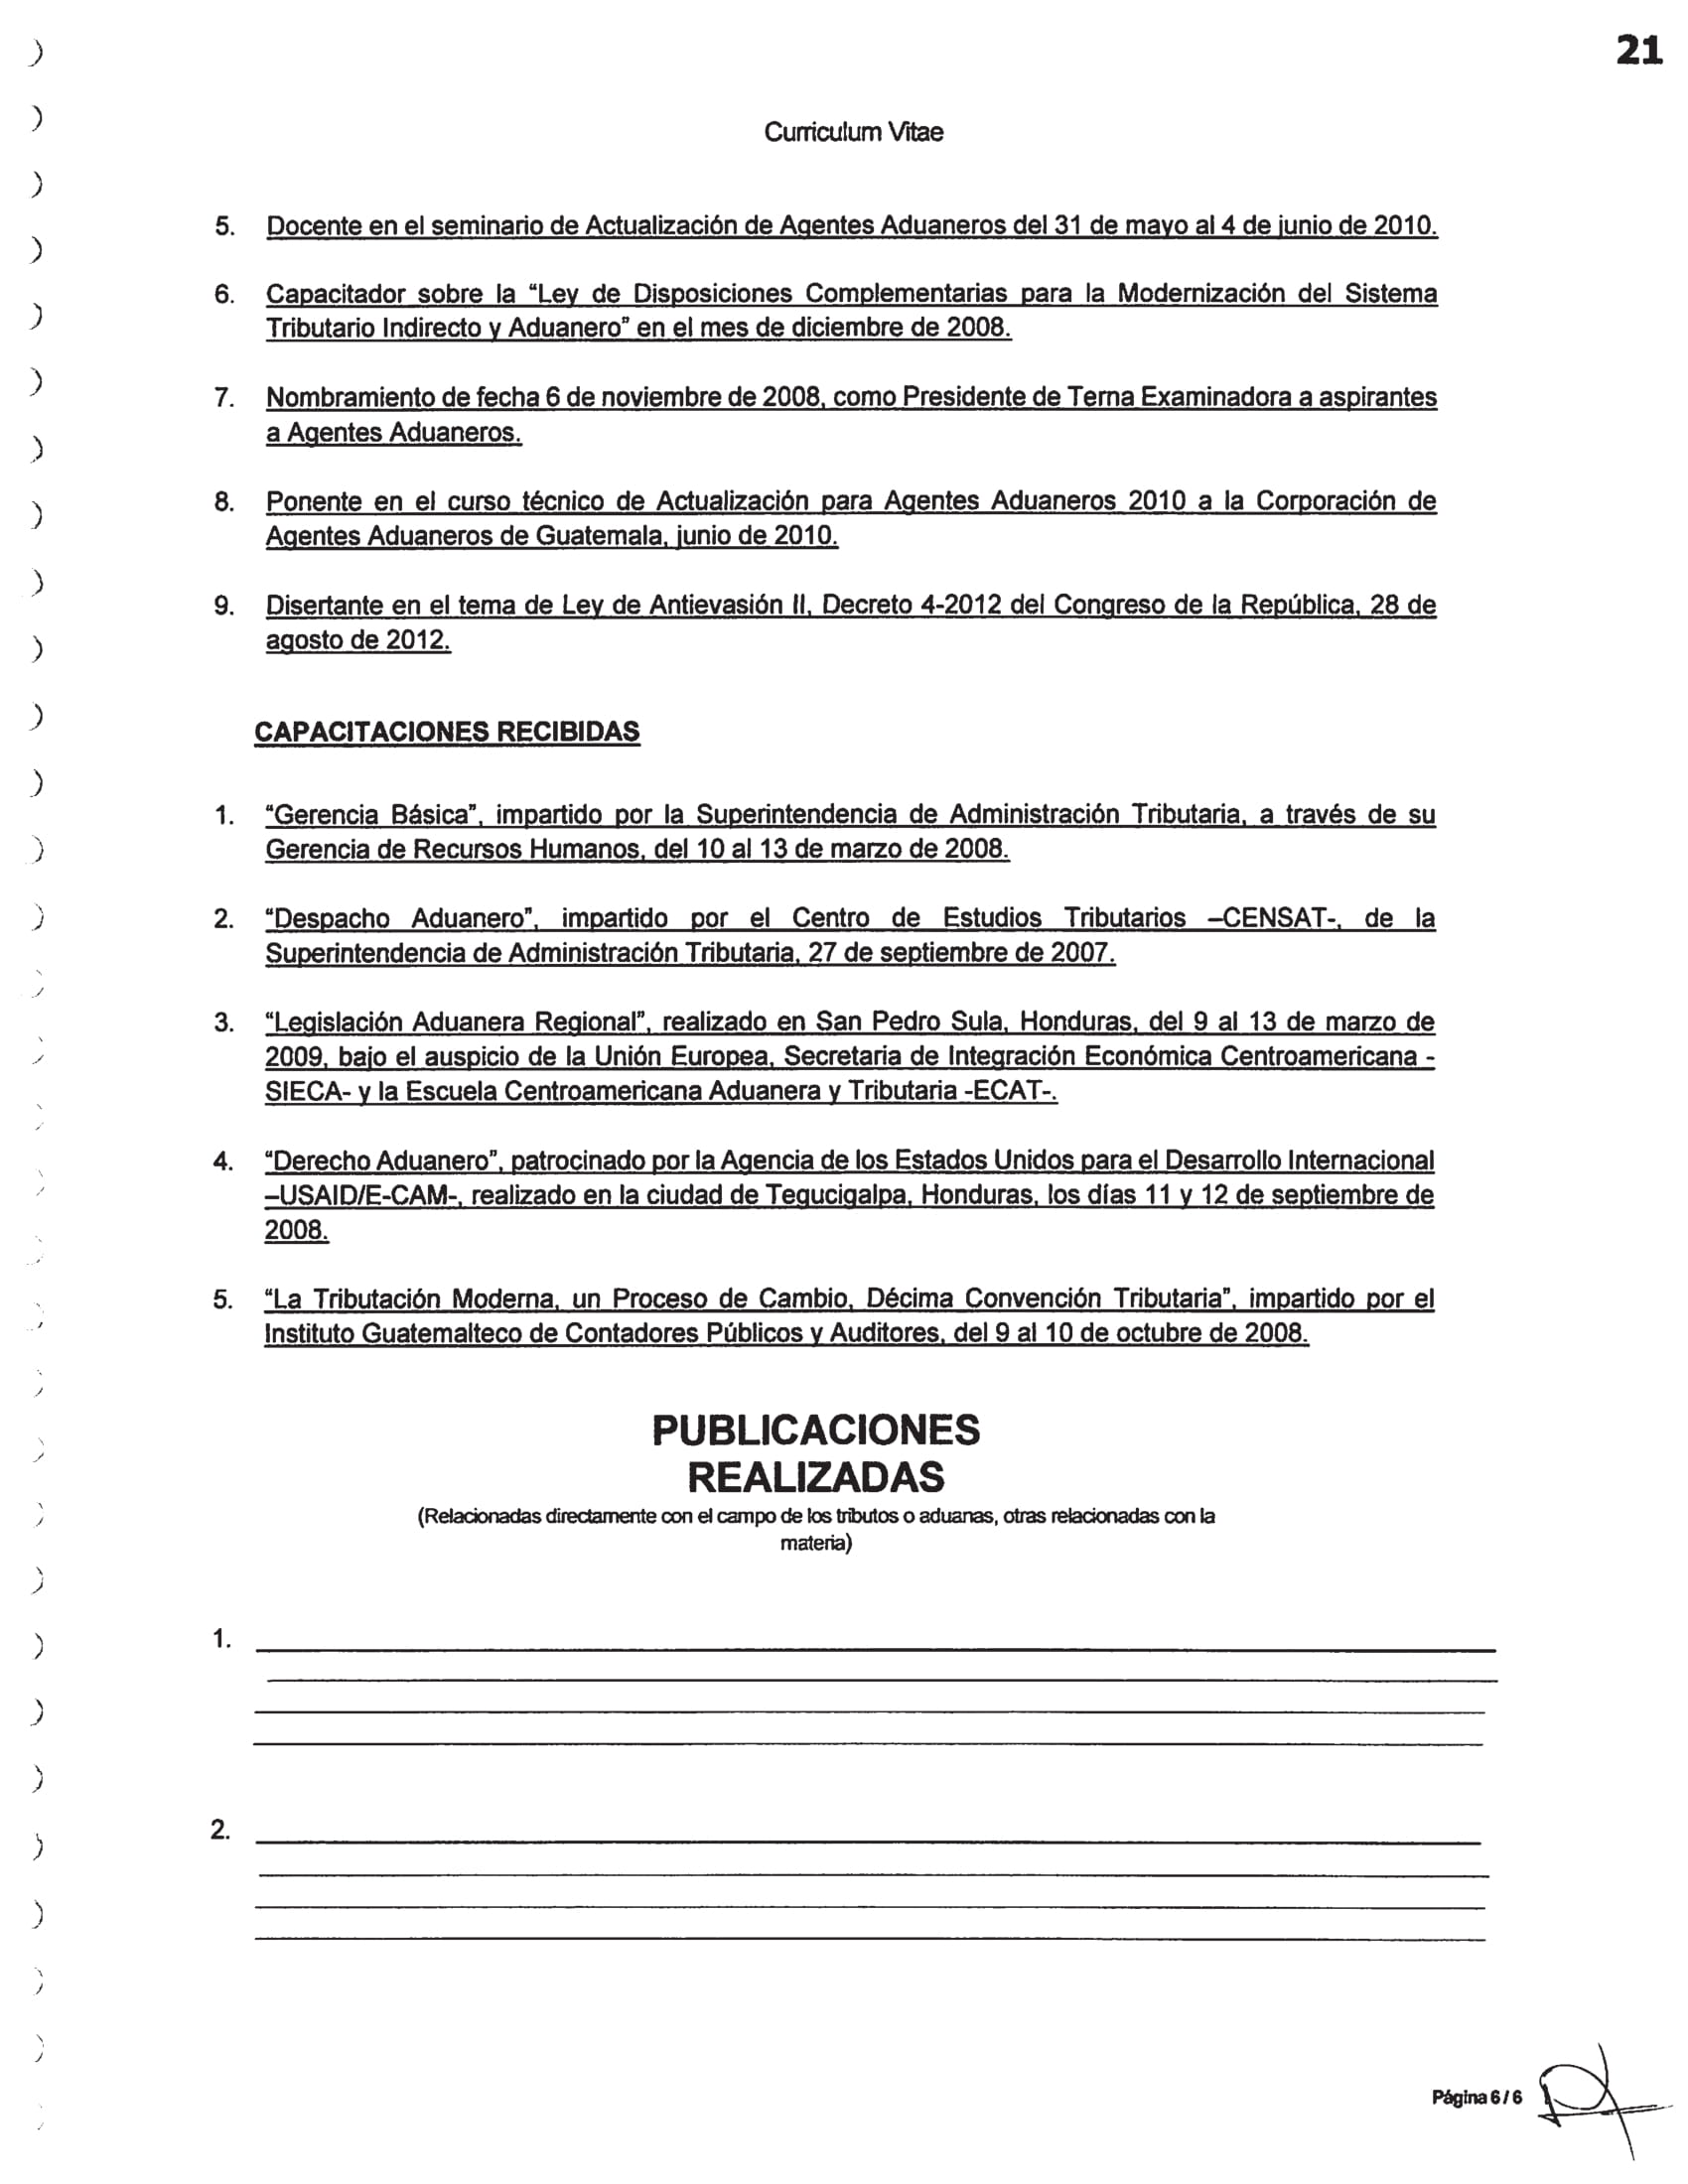 21
Curriculum Vitae
5. Docente en el seminario de Actualización de Agentes Aduaneros del 31 de mayo al 4 de junio de 2010.
6. Capacitador sobre la “Ley de Disposiciones Complementarias para la Modernización del Sistema
Tributario Indirecto y Aduanero” en el mes de diciembre de 2008.
7. Nombramiento de fecha 6 de noviembre de 2008, como Presidente de Terna Examinadora a aspirantes
a Agentes Aduaneros.
8. Ponente en el curso técnico de Actualización para Agentes Aduaneros 2010 a la Corporación de
Agentes Aduaneros de Guatemala, junio de 2010.
9. Disertante en el tema de Ley de Antievasión II, Decreto 4-2012 del Congreso de la República, 28 de
agosto de 2012.
CAPACITACIONES RECIBIDAS
1. “Gerencia Básica”, impartido por la Superintendencia de Administración Tributaria, a través de su
Gerencia de Recursos Humanos, del 10 al 13 de marzo de 2008.
2. “Despacho Aduanero”, impartido por el Centro de Estudios Tributarios –CENSAT-, de la
Superintendencia de Administración Tributaria, 27 de septiembre de 2007.
3. “Legislación Aduanera Regional”, realizado en San Pedro Sula, Honduras, del 9 al 13 de marzo de
2009, bajo el auspicio de la Unión Europea, Secretaria de Integración Económica Centroamericana -
SIECA- y la Escuela Centroamericana Aduanera y Tributaria -ECAT-.
4. “Derecho Aduanero”, patrocinado por la Agencia de los Estados Unidos para el Desarrollo Internacional
–USAID/E-CAM-, realizado en la ciudad de Tegucigalpa, Honduras, los días 11 y 12 de septiembre de
2008.
5. “La Tributación Moderna, un Proceso de Cambio, Décima Convención Tributaria”, impartido por el
Instituto Guatemalteco de Contadores Públicos y Auditores, del 9 al 10 de octubre de 2008.
PUBLICACIONES
REALIZADAS
(Relacionadas directamente con el campo de los tributos o aduanas, otras relacionadas con la
materia)
1.
2.
Página 6 / 6